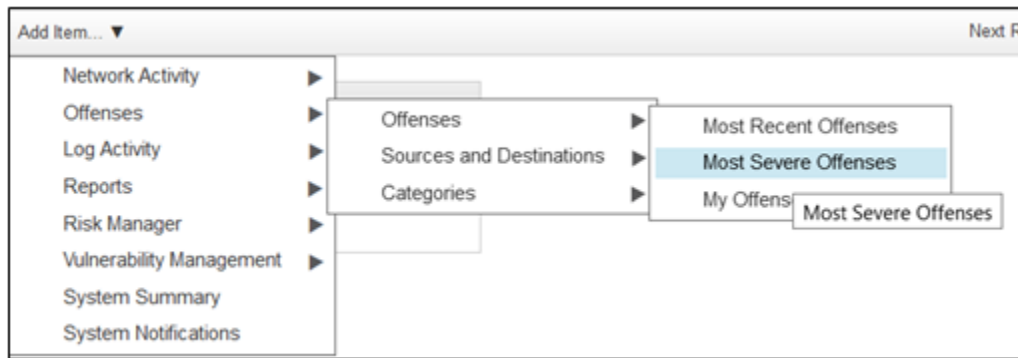 Add Item... ▼
Next R
Network Activity ▶
Offenses ▶
Log Activity ▶
Reports ▶
Risk Manager ▶
Vulnerability Management ▶
System Summary
System Notifications
Offenses ▶
Sources and Destinations ▶
Categories ▶
Most Recent Offenses
Most Severe Offenses
My Offens
Most Severe Offenses